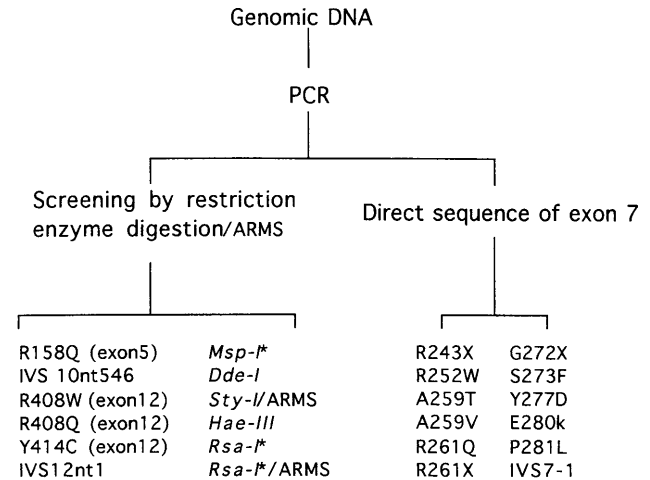 Genomic DNA
PCR
Screening by restriction
enzyme digestion/ARMS
Direct sequence of exon 7
R158Q (exon5) Msp-I*
IVS 10nt546 Dde-I
R408W (exon12) Sty-I/ARMS
R408Q (exon12) Hae-III
Y414C (exon12) Rsa-I*
IVS12nt1 Rsa-I*/ARMS
R243X G272X
R252W S273F
A259T Y277D
A259V E280k
R261Q P281L
R261X IVS7-1